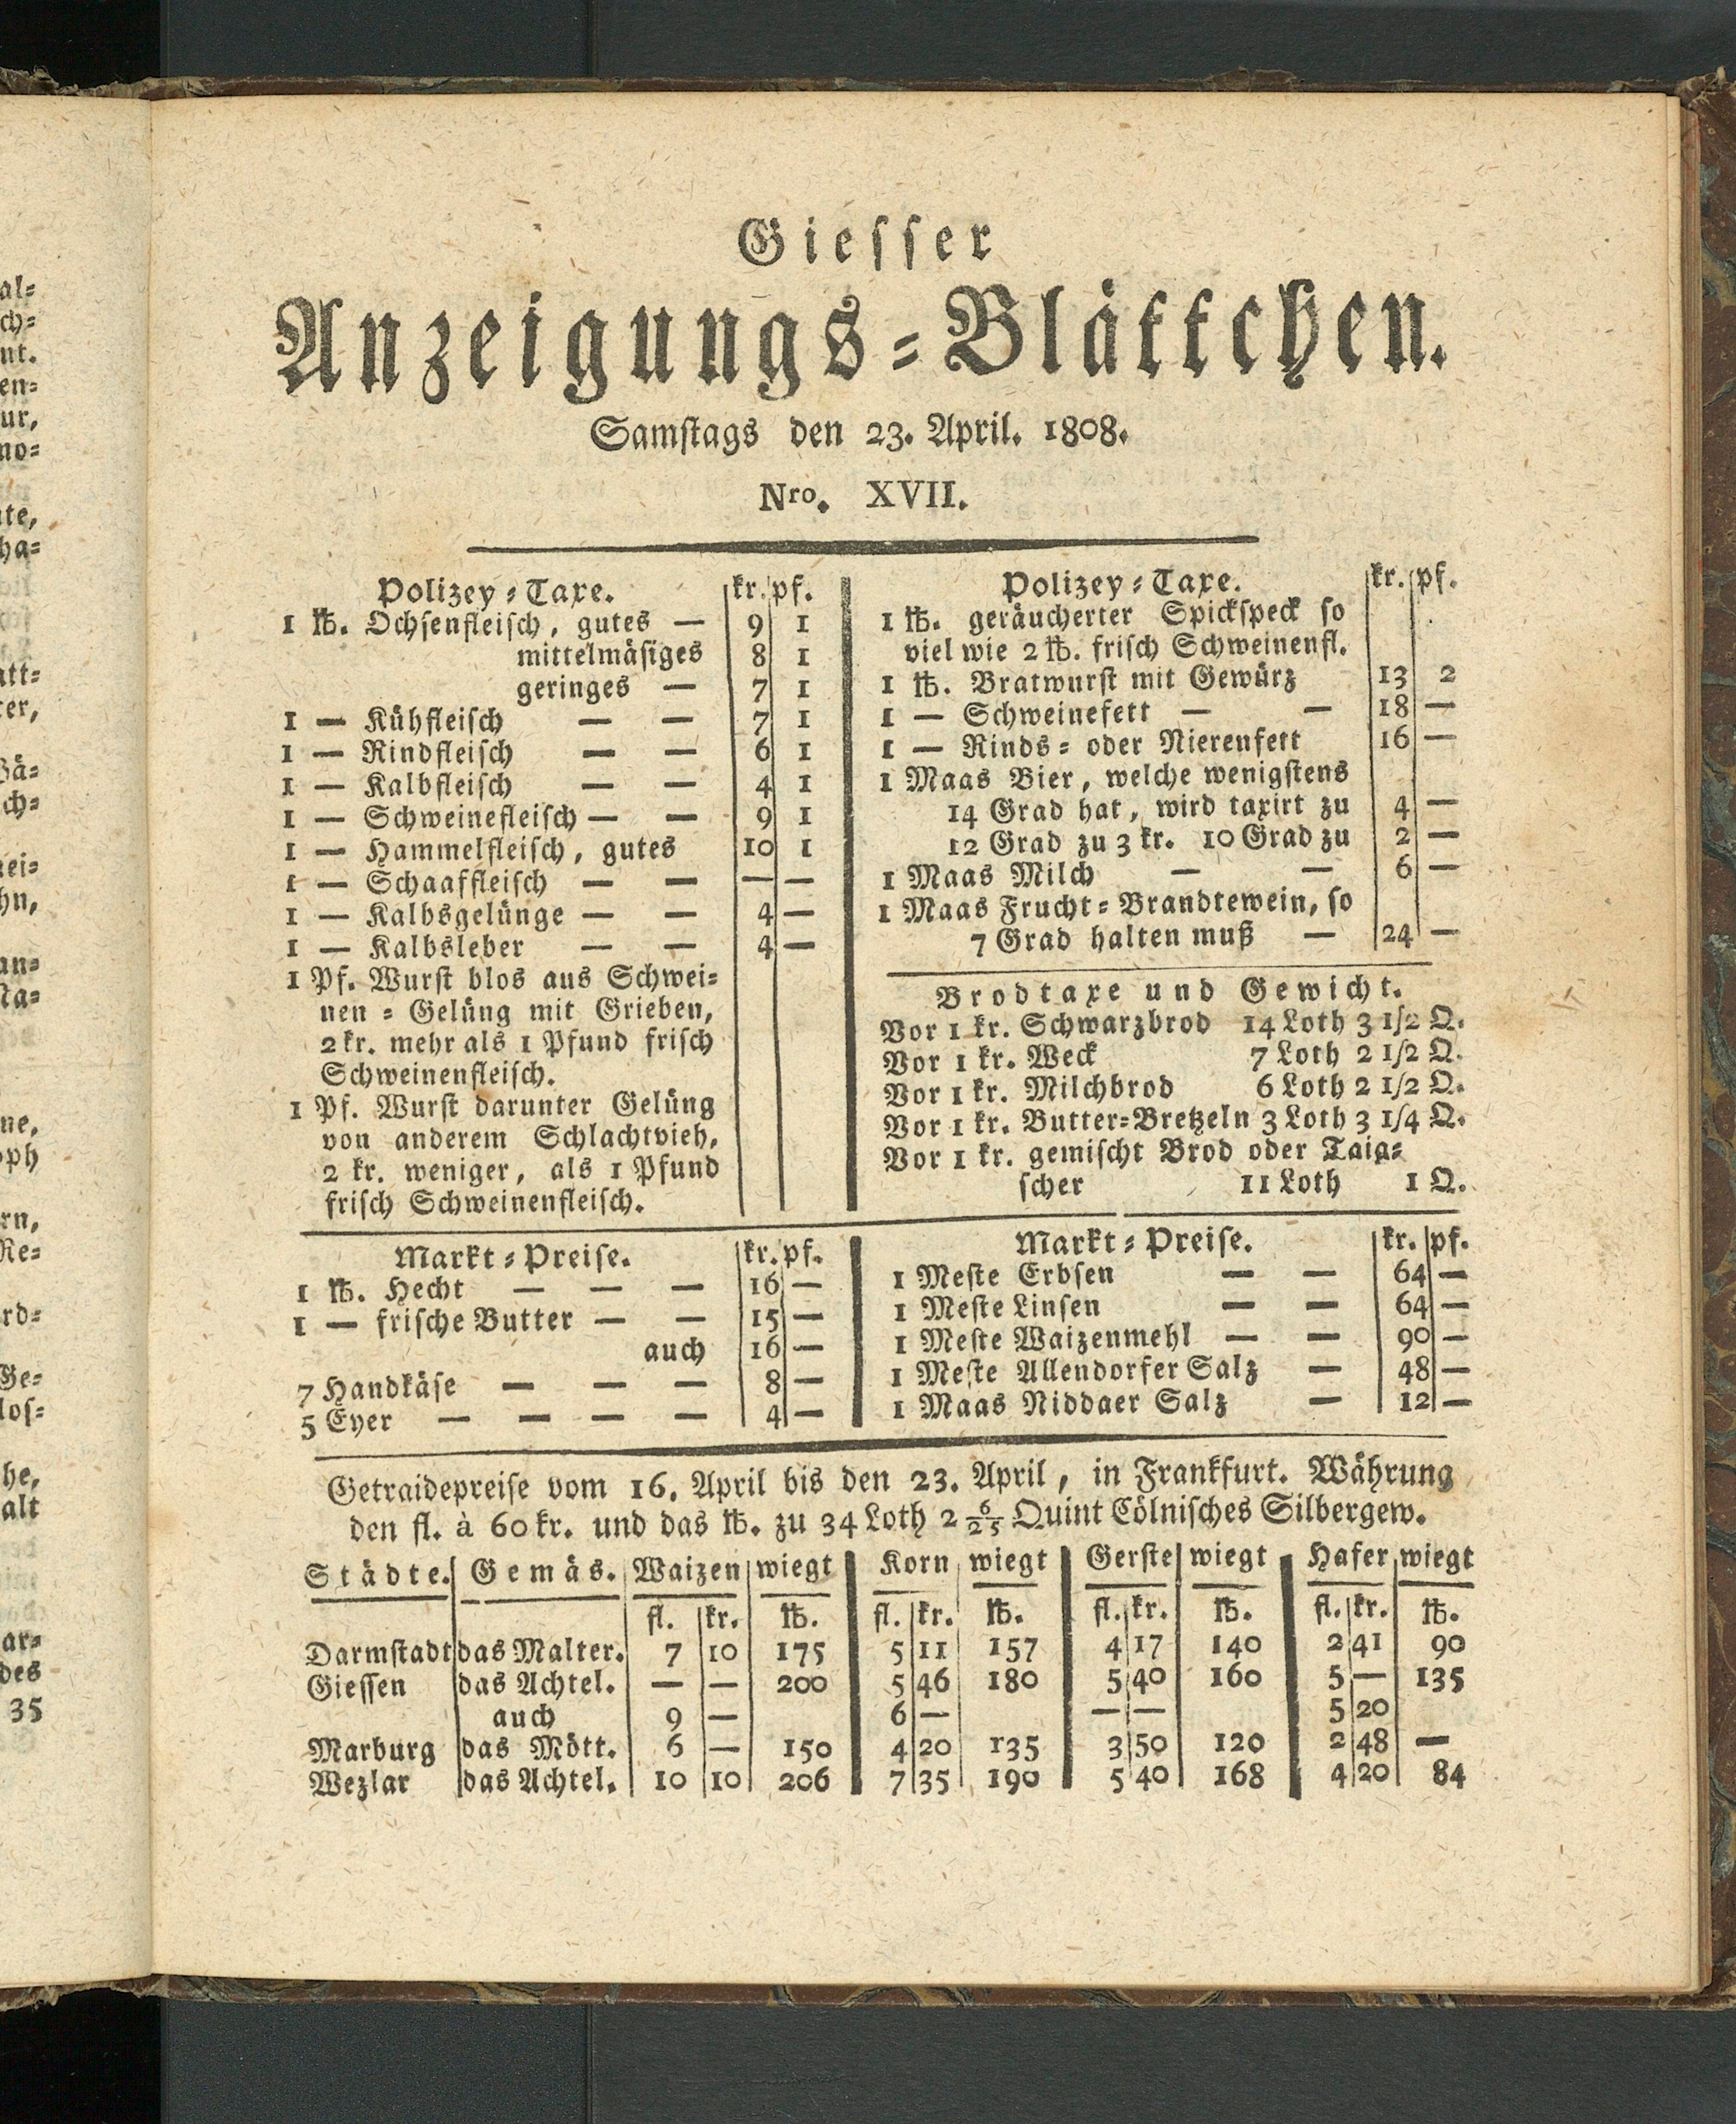 Giesser
Anzeigungs-Blättchen.
Samstags den 23. April. 1808.
Nro. XVII.
Polizey-Taxe. kr. pf.
1 ℔. Ochsenfleisch, gutes — 9 1
mittelmäsiges 8 1
geringes — 7 1
1 — Kühfleisch — — 7 1
1 — Rindfleisch — — 6 1
1 — Kalbfleisch — — 4 1
1 — Schweinefleisch — — 9 1
1 — Hammelfleisch, gutes 10 1
1 — Schaaffleisch — — — —
1 — Kalbsgelünge — — 4 —
1 — Kalbsleber — — 4 —
1 Pf. Wurst blos aus Schwei-
nen-Gelüng mit Grieben,
2 kr. mehr als 1 Pfund frisch
Schweinenfleisch.
1 Pf. Wurst darunter Gelüng
von anderem Schlachtvieh,
2 kr. weniger, als 1 Pfund
frisch Schweinenfleisch.
Polizey-Taxe. kr. pf.
1 ℔. geräucherter Spickspeck so
viel wie 2 ℔. frisch Schweinenfl.
1 ℔. Bratwurst mit Gewürz 13 2
1 — Schweinefett — — 18 —
1 — Rinds- oder Nierenfett 16 —
1 Maas Bier, welche wenigstens
14 Grad hat, wird taxirt zu 4 —
12 Grad zu 3 kr. 10 Grad zu 2 —
1 Maas Milch — — 6 —
1 Maas Frucht-Brandtewein, so
7 Grad halten muß — 24 —
Brodtaxe und Gewicht.
Vor 1 kr. Schwarzbrod 14 Loth 3 1/2 Q.
Vor 1 kr. Weck 7 Loth 2 1/2 Q.
Vor 1 kr. Milchbrod 6 Loth 2 1/2 Q.
Vor 1 kr. Butter-Bretzeln 3 Loth 3 1/4 Q.
Vor 1 kr. gemischt Brod oder Taig-
scher 11 Loth 1 Q.
Markt-Preise. kr. pf.
1 ℔. Hecht — — — 16 —
1 — frische Butter — — 15 —
auch 16 —
7 Handkäse — — — 8 —
5 Eyer — — — — 4 —
Markt-Preise. kr. pf.
1 Meste Erbsen — — 64 —
1 Meste Linsen — — 64 —
1 Meste Waizenmehl — — 90 —
1 Meste Allendorfer Salz — 48 —
1 Maas Niddaer Salz — 12 —
Getraidepreise vom 16. April bis den 23. April, in Frankfurt. Währung
den fl. à 60 kr. und das ℔. zu 34 Loth 2 6/25 Quint Cölnisches Silbergew.
Städte. Gemäs. Waizen wiegt Korn wiegt Gerste wiegt Hafer wiegt
fl. kr. ℔. fl. kr. ℔. fl. kr. ℔. fl. kr. ℔.
Darmstadt das Malter. 7 10 175 5 11 157 4 17 140 2 41 90
Giessen das Achtel. — — 200 5 46 180 5 40 160 5 — 135
auch 9 — 6 — — — 5 20
Marburg das Mött. 6 — 150 4 20 135 3 50 120 2 48 —
Wezlar das Achtel. 10 10 206 7 35 190 5 40 168 4 20 84